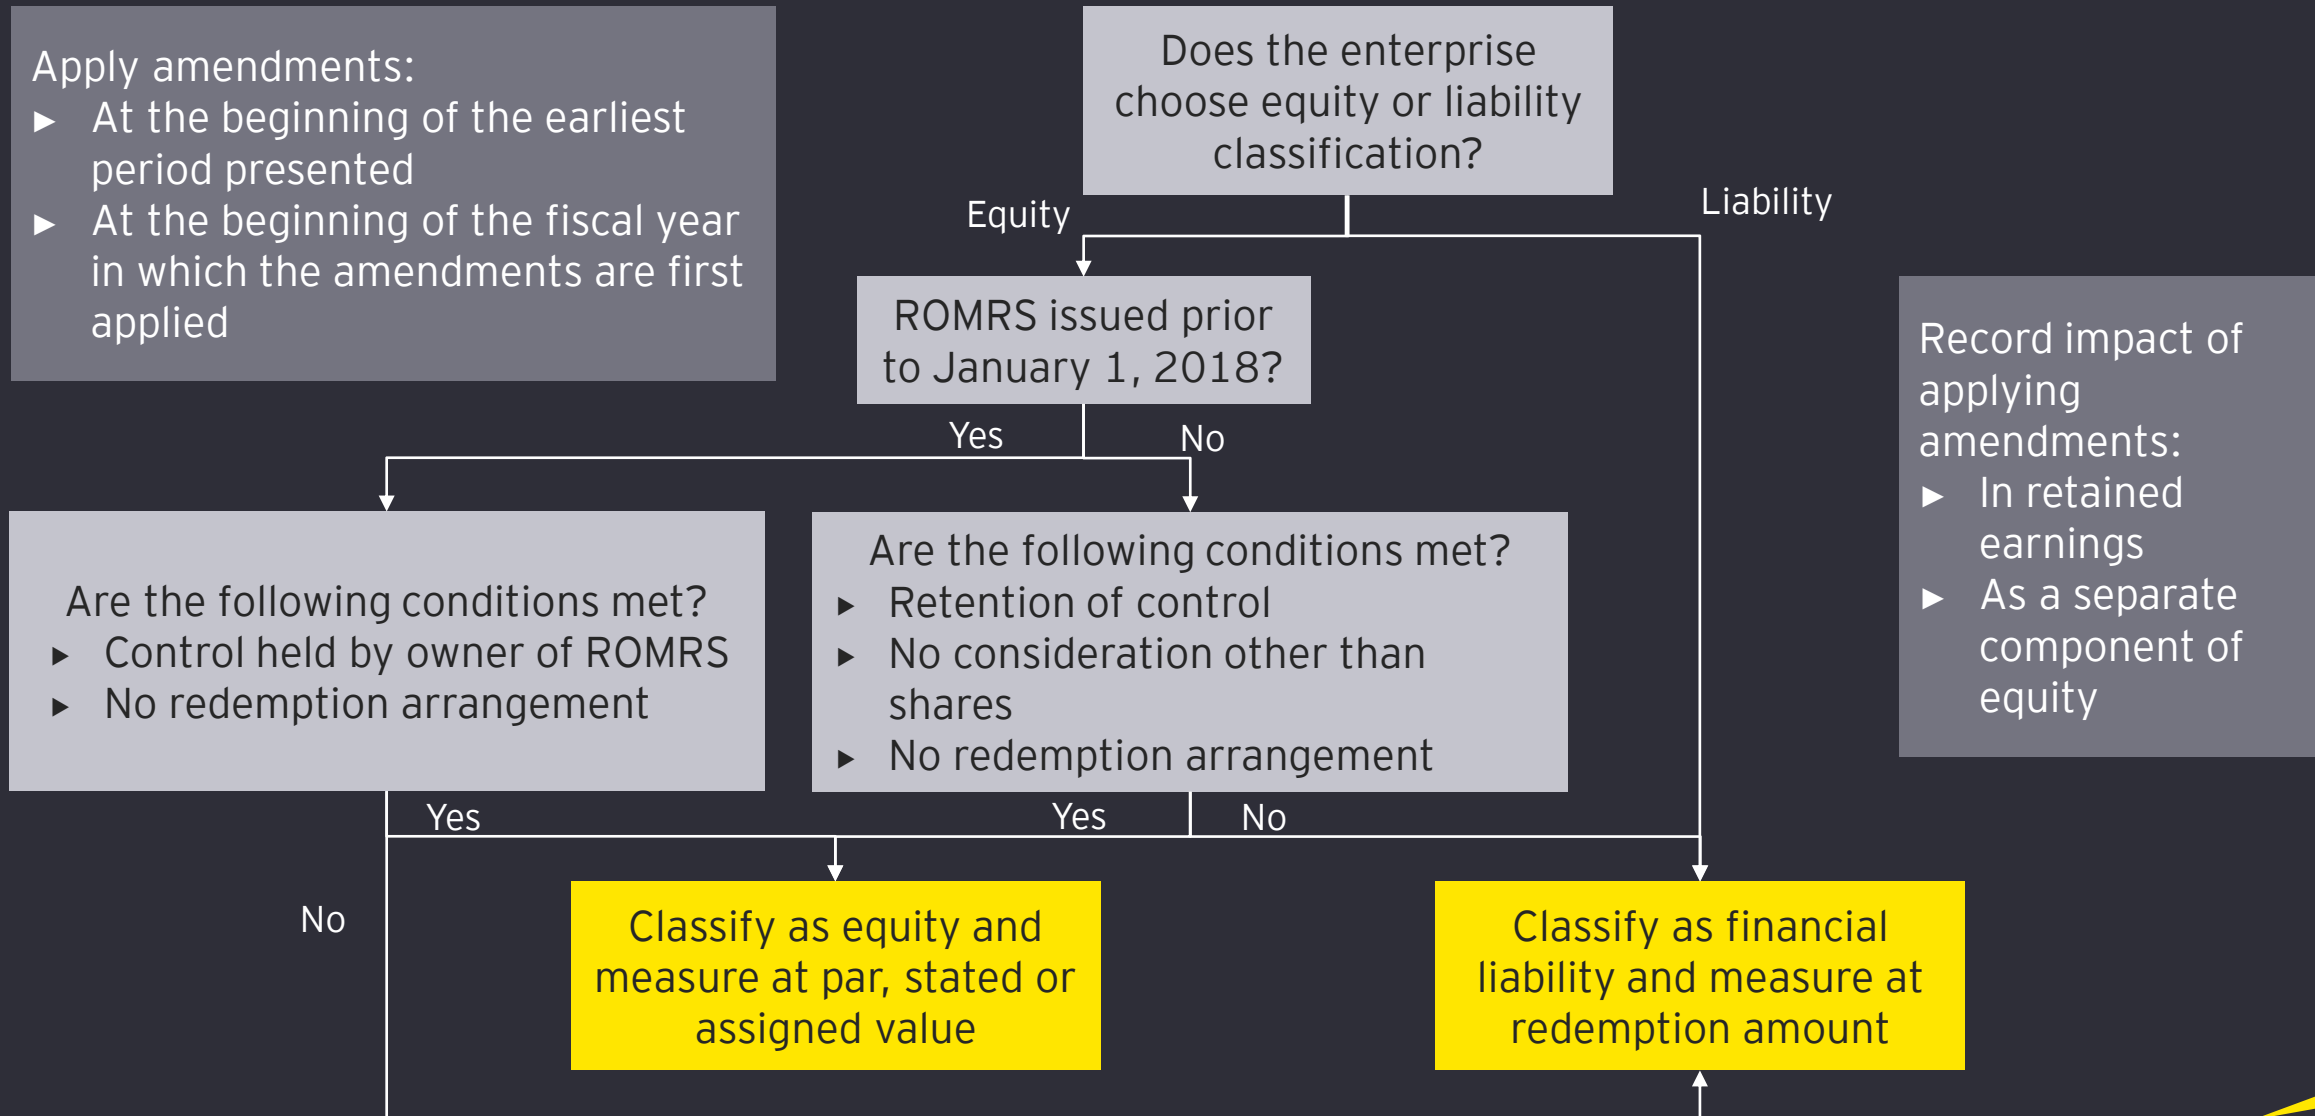 Apply amendments:
► At the beginning of the earliest
period presented
► At the beginning of the fiscal year
in which the amendments are first
applied
Does the enterprise
choose equity or liability
classification?
Equity
Liability
ROMRS issued prior
to January 1, 2018?
Yes
No
Record impact of
applying
amendments:
► In retained
earnings
► As a separate
component of
equity
Are the following conditions met?
► Control held by owner of ROMRS
► No redemption arrangement
Are the following conditions met?
► Retention of control
► No consideration other than
shares
► No redemption arrangement
Yes
Yes
No
No
Classify as equity and
measure at par, stated or
assigned value
Classify as financial
liability and measure at
redemption amount